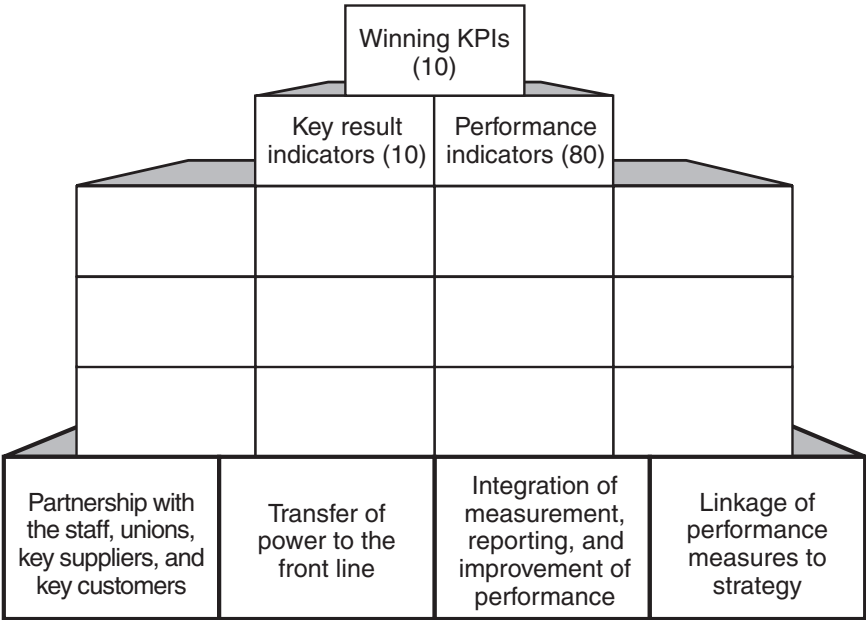 Winning KPIs
(10)
Key result
indicators (10)
Performance
indicators (80)
Partnership with
the staff, unions,
key suppliers, and
key customers
Transfer of
power to the
front line
Integration of
measurement,
reporting, and
improvement of
performance
Linkage of
performance
measures to
strategy